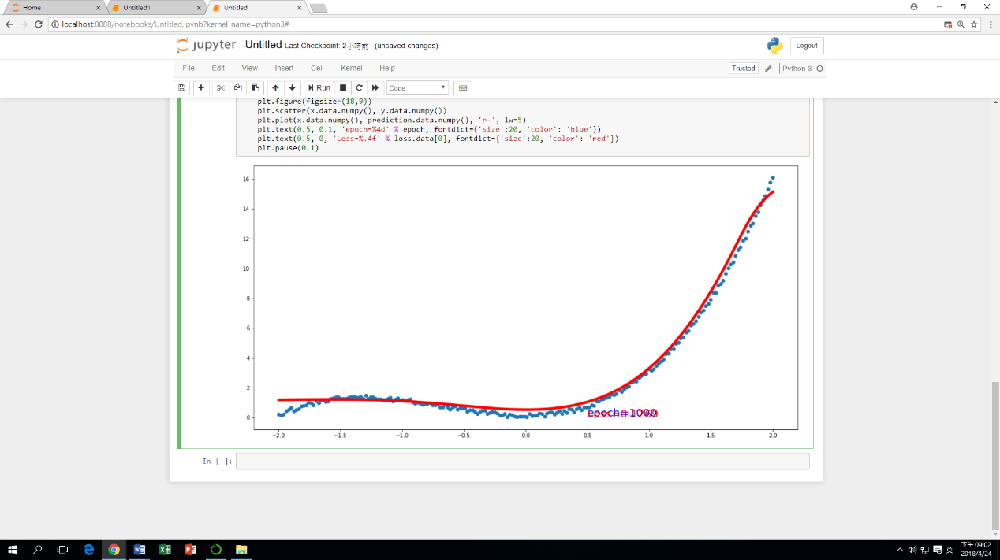 Home
Untitled1
Untitled
localhost:8888/notebooks/Untitled.ipynb?kernel_name=python3#
jupyter Untitled Last Checkpoint: 2小時前 (unsaved changes)
Logout
File Edit View Insert Cell Kernel Help
Trusted Python 3
Run Code
plt.figure(figsize=(18,9))
plt.scatter(x.data.numpy(), y.data.numpy())
plt.plot(x.data.numpy(), prediction.data.numpy(), 'r-', lw=5)
plt.text(0.5, 0.1, 'epoch=%4d' % epoch, fontdict={'size':20, 'color': 'blue'})
plt.text(0.5, 0, 'Loss=%.4f' % loss.data[0], fontdict={'size':20, 'color': 'red'})
plt.pause(0.1)
16
14
12
10
8
6
4
2
0
epoch=1000
−2.0 −1.5 −1.0 −0.5 0.0 0.5 1.0 1.5 2.0
In [ ]:
英
下午 09:02
2018/4/24